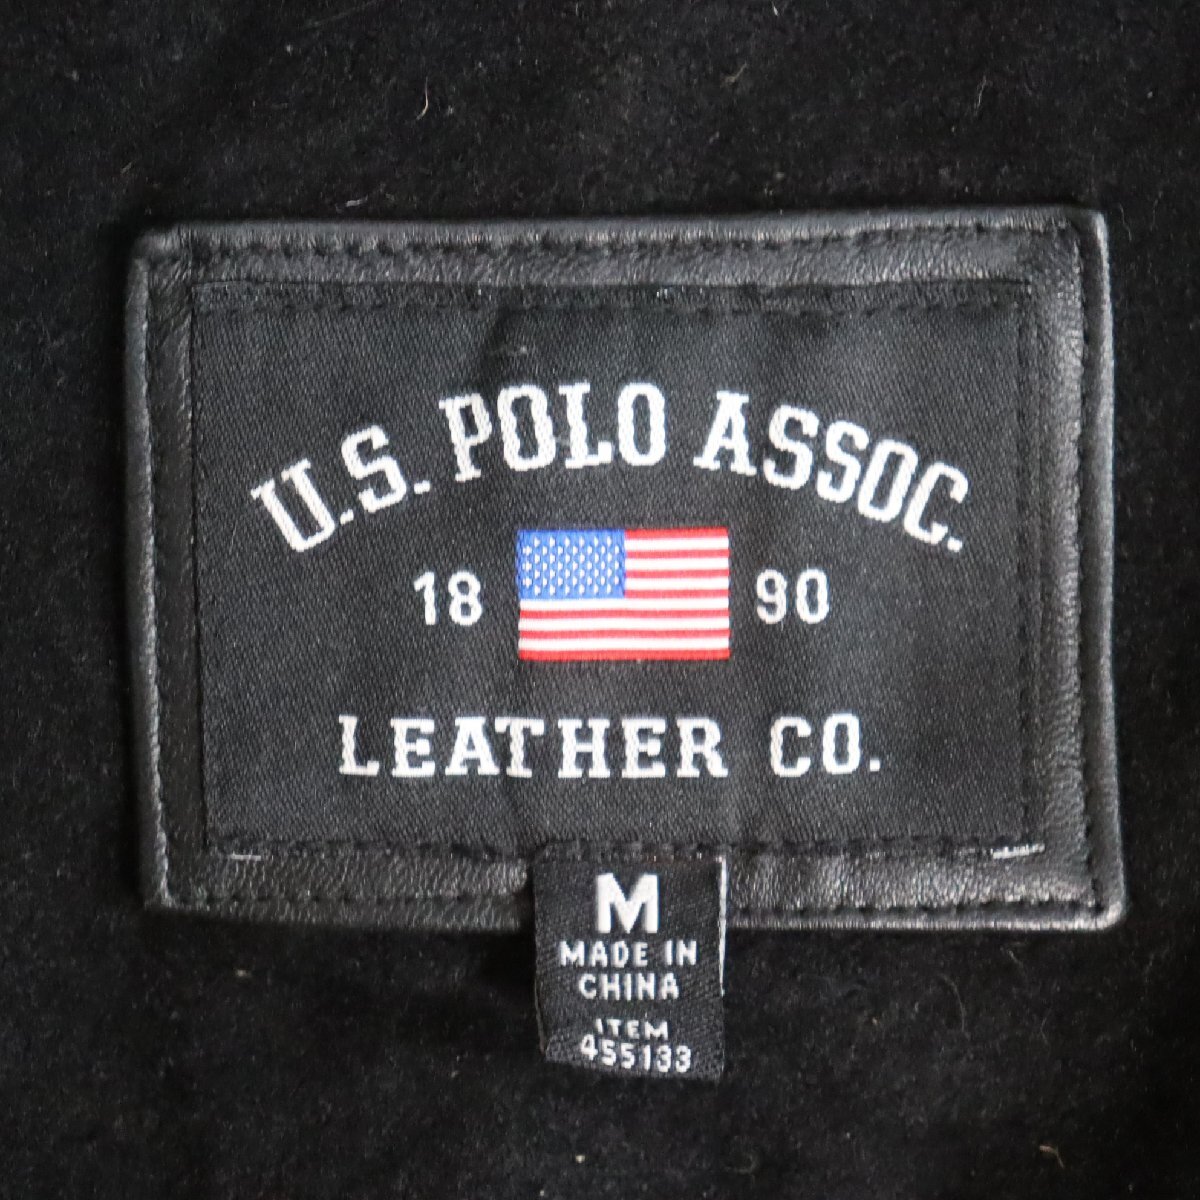 U.S. POLO ASSOC.
18 90
LEATHER CO.
M
MADE IN
CHINA
ITEM
455133